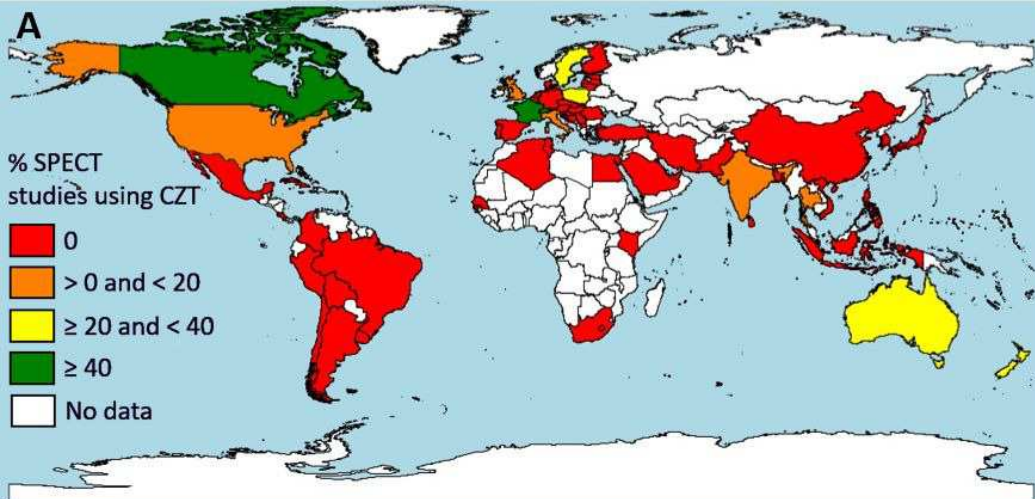 A
% SPECT
studies using CZT
0
> 0 and < 20
≥ 20 and < 40
≥ 40
No data